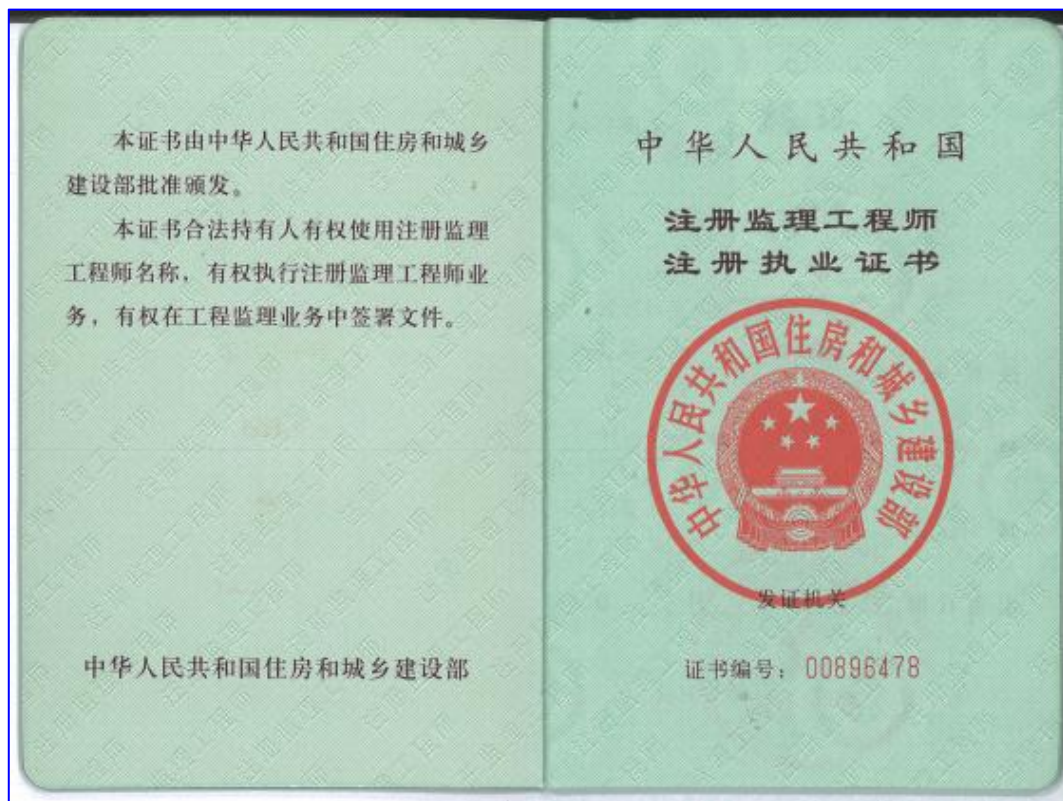 本证书由中华人民共和国住房和城乡
建设部批准颁发。
本证书合法持有人有权使用注册监理
工程师名称，有权执行注册监理工程师业
务，有权在工程监理业务中签署文件。
中华人民共和国住房和城乡建设部
中华人民共和国
注册监理工程师
注册执业证书
中华人民共和国住房和城乡建设部
发证机关
证书编号：00896478